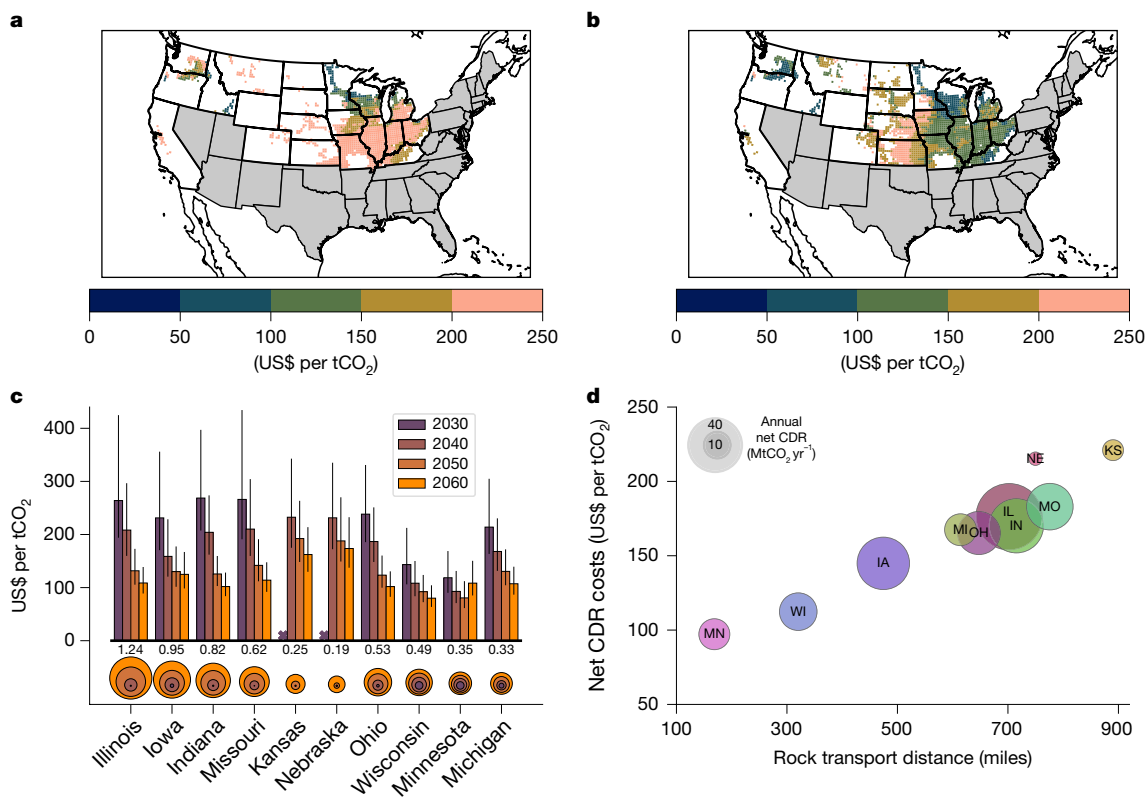 a
0 50 100 150 200 250
(US$ per tCO₂)
b
0 50 100 150 200 250
(US$ per tCO₂)
c
US$ per tCO₂
400
300
200
100
0
2030
2040
2050
2060
1.24 0.95 0.82 0.62 0.25 0.19 0.53 0.49 0.35 0.33
Illinois
Iowa
Indiana
Missouri
Kansas
Nebraska
Ohio
Wisconsin
Minnesota
Michigan
d
Net CDR costs (US$ per tCO₂)
250
200
150
100
50
40
10
Annual
net CDR
(MtCO₂ yr⁻¹)
KS
NE
MO
IL
IN
MI
OH
IA
WI
MN
100 300 500 700 900
Rock transport distance (miles)